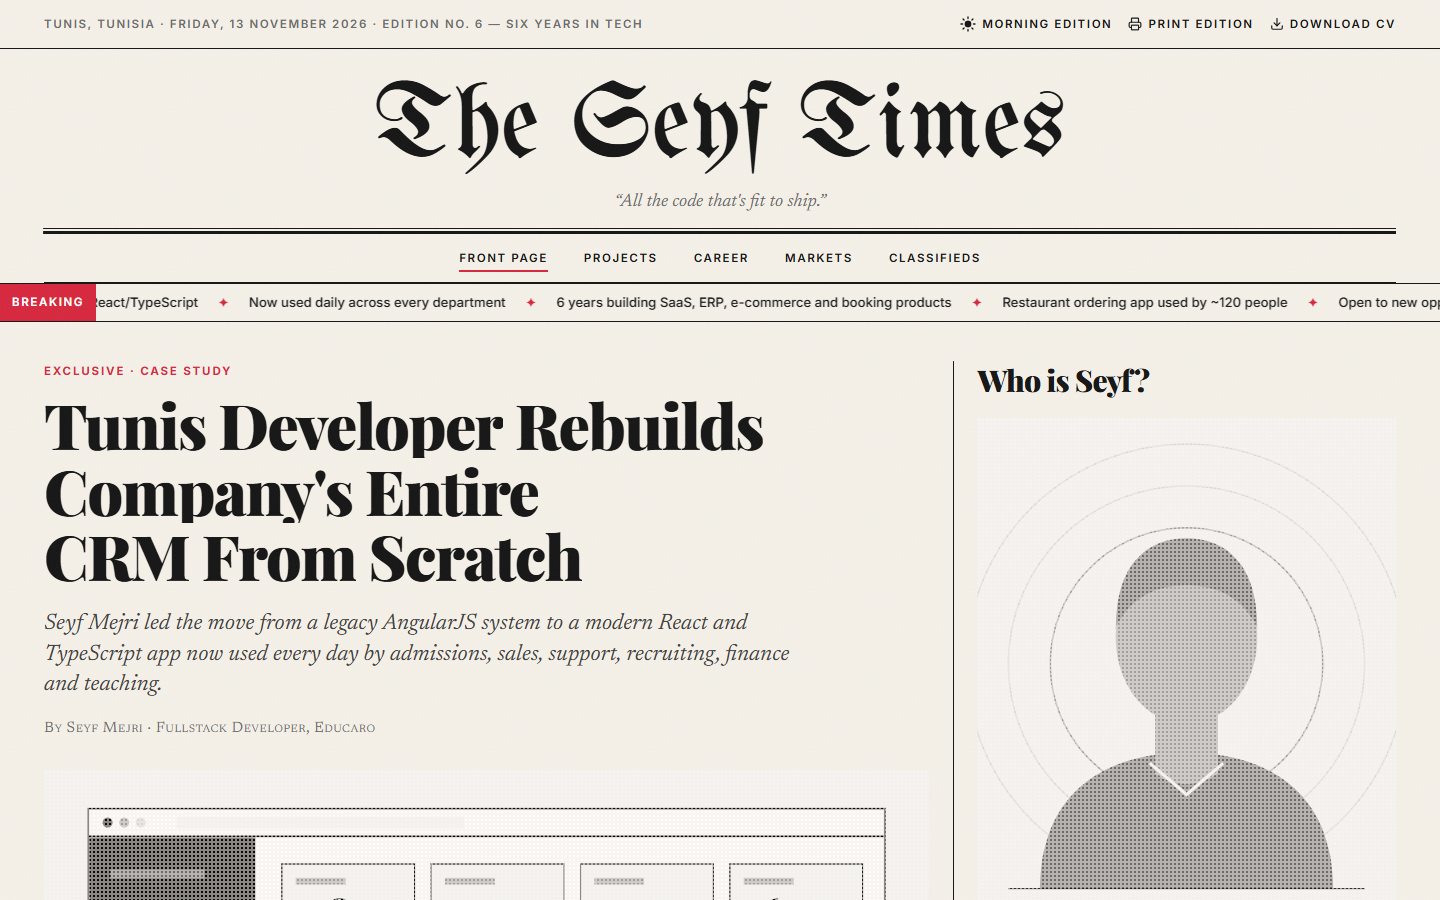 TUNIS, TUNISIA · FRIDAY, 13 NOVEMBER 2026 · EDITION NO. 6 — SIX YEARS IN TECH
MORNING EDITION PRINT EDITION DOWNLOAD CV
The Seyf Times
“All the code that's fit to ship.”
FRONT PAGE PROJECTS CAREER MARKETS CLASSIFIEDS
BREAKING React/TypeScript ✦ Now used daily across every department ✦ 6 years building SaaS, ERP, e-commerce and booking products ✦ Restaurant ordering app used by ~120 people ✦ Open to new
EXCLUSIVE · CASE STUDY
Tunis Developer Rebuilds
Company's Entire
CRM From Scratch
Seyf Mejri led the move from a legacy AngularJS system to a modern React and
TypeScript app now used every day by admissions, sales, support, recruiting, finance
and teaching.
By Seyf Mejri · Fullstack Developer, Educaro
Who is Seyf?